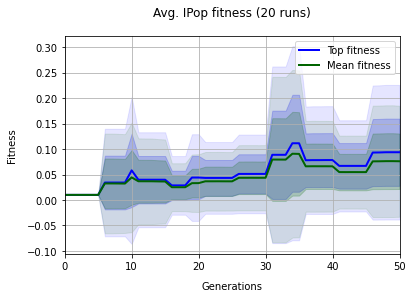 Avg. IPop fitness (20 runs)
Top fitness
Mean fitness
Fitness
0.30
0.25
0.20
0.15
0.10
0.05
0.00
−0.05
−0.10
0 10 20 30 40 50
Generations